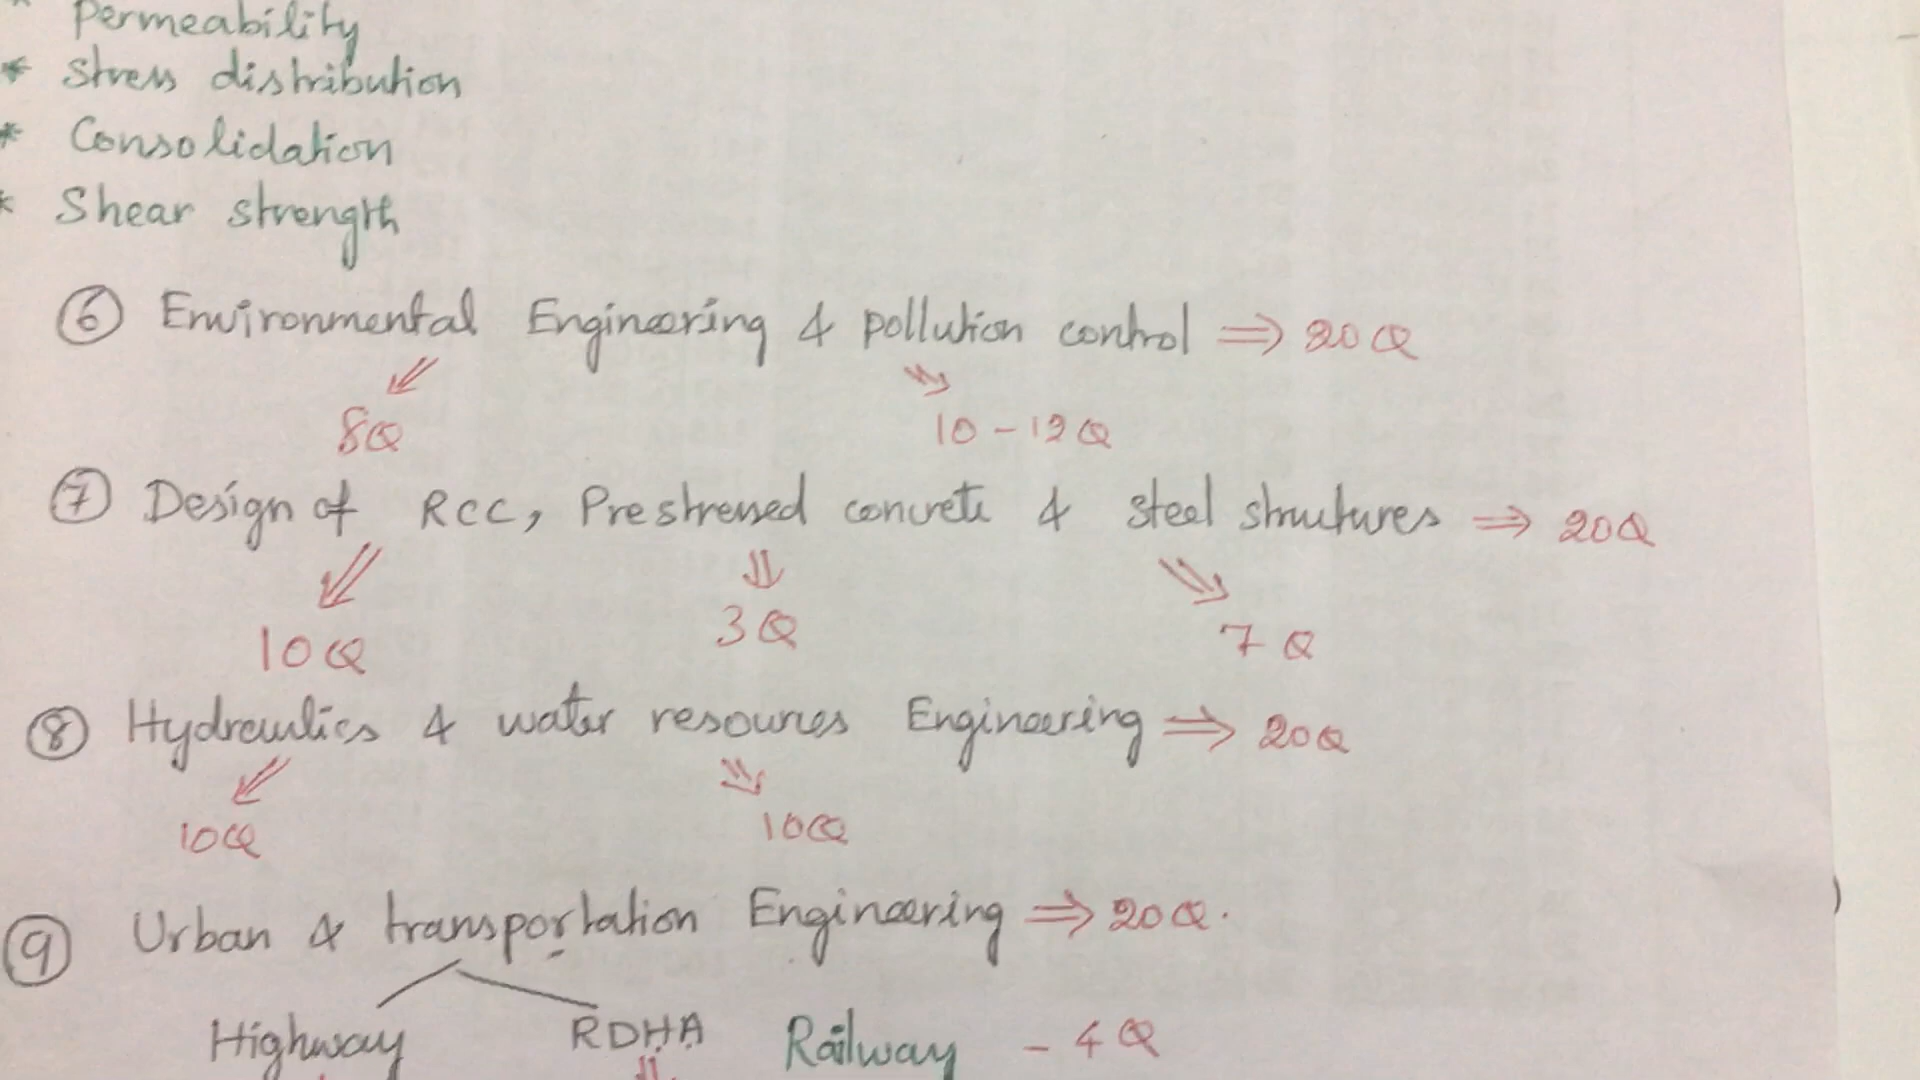 * Permeability
* Stress distribution
* Consolidation
* Shear strength
⑥ Environmental Engineering & pollution control ⇒ 20Q
8Q 10-12Q
⑦ Design of RCC, Prestressed concrete & steel structures ⇒ 20Q
10Q 3Q 7Q
⑧ Hydraulics & water resources Engineering ⇒ 20Q
10Q 10Q
⑨ Urban & transportation Engineering ⇒ 20Q.
Highway RDHA Railway - 4Q